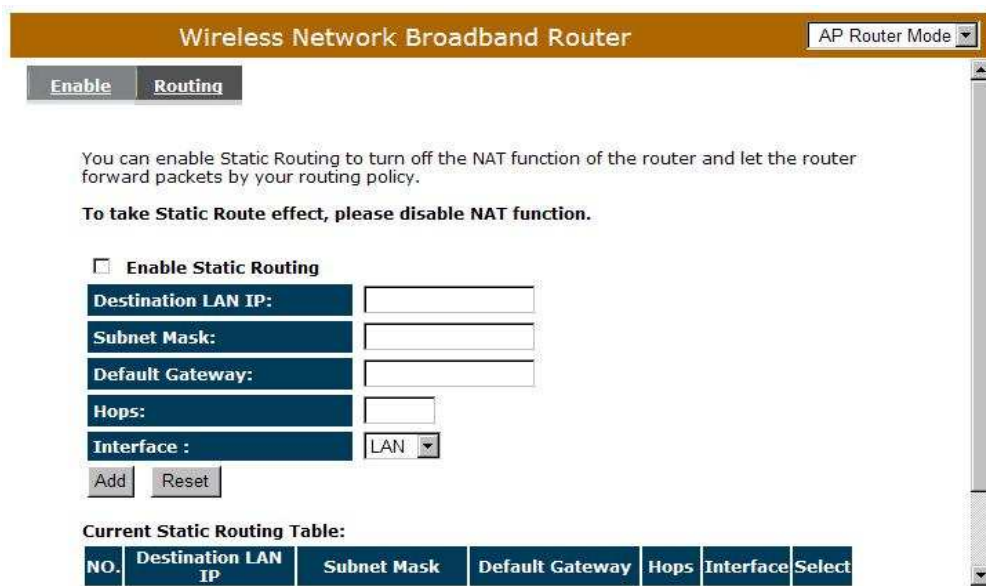 Wireless Network Broadband Router
AP Router Mode
Enable
Routing
You can enable Static Routing to turn off the NAT function of the router and let the router
forward packets by your routing policy.
To take Static Route effect, please disable NAT function.
Enable Static Routing
Destination LAN IP:
Subnet Mask:
Default Gateway:
Hops:
Interface :
LAN
Add
Reset
Current Static Routing Table:
NO. Destination LAN IP Subnet Mask Default Gateway Hops Interface Select